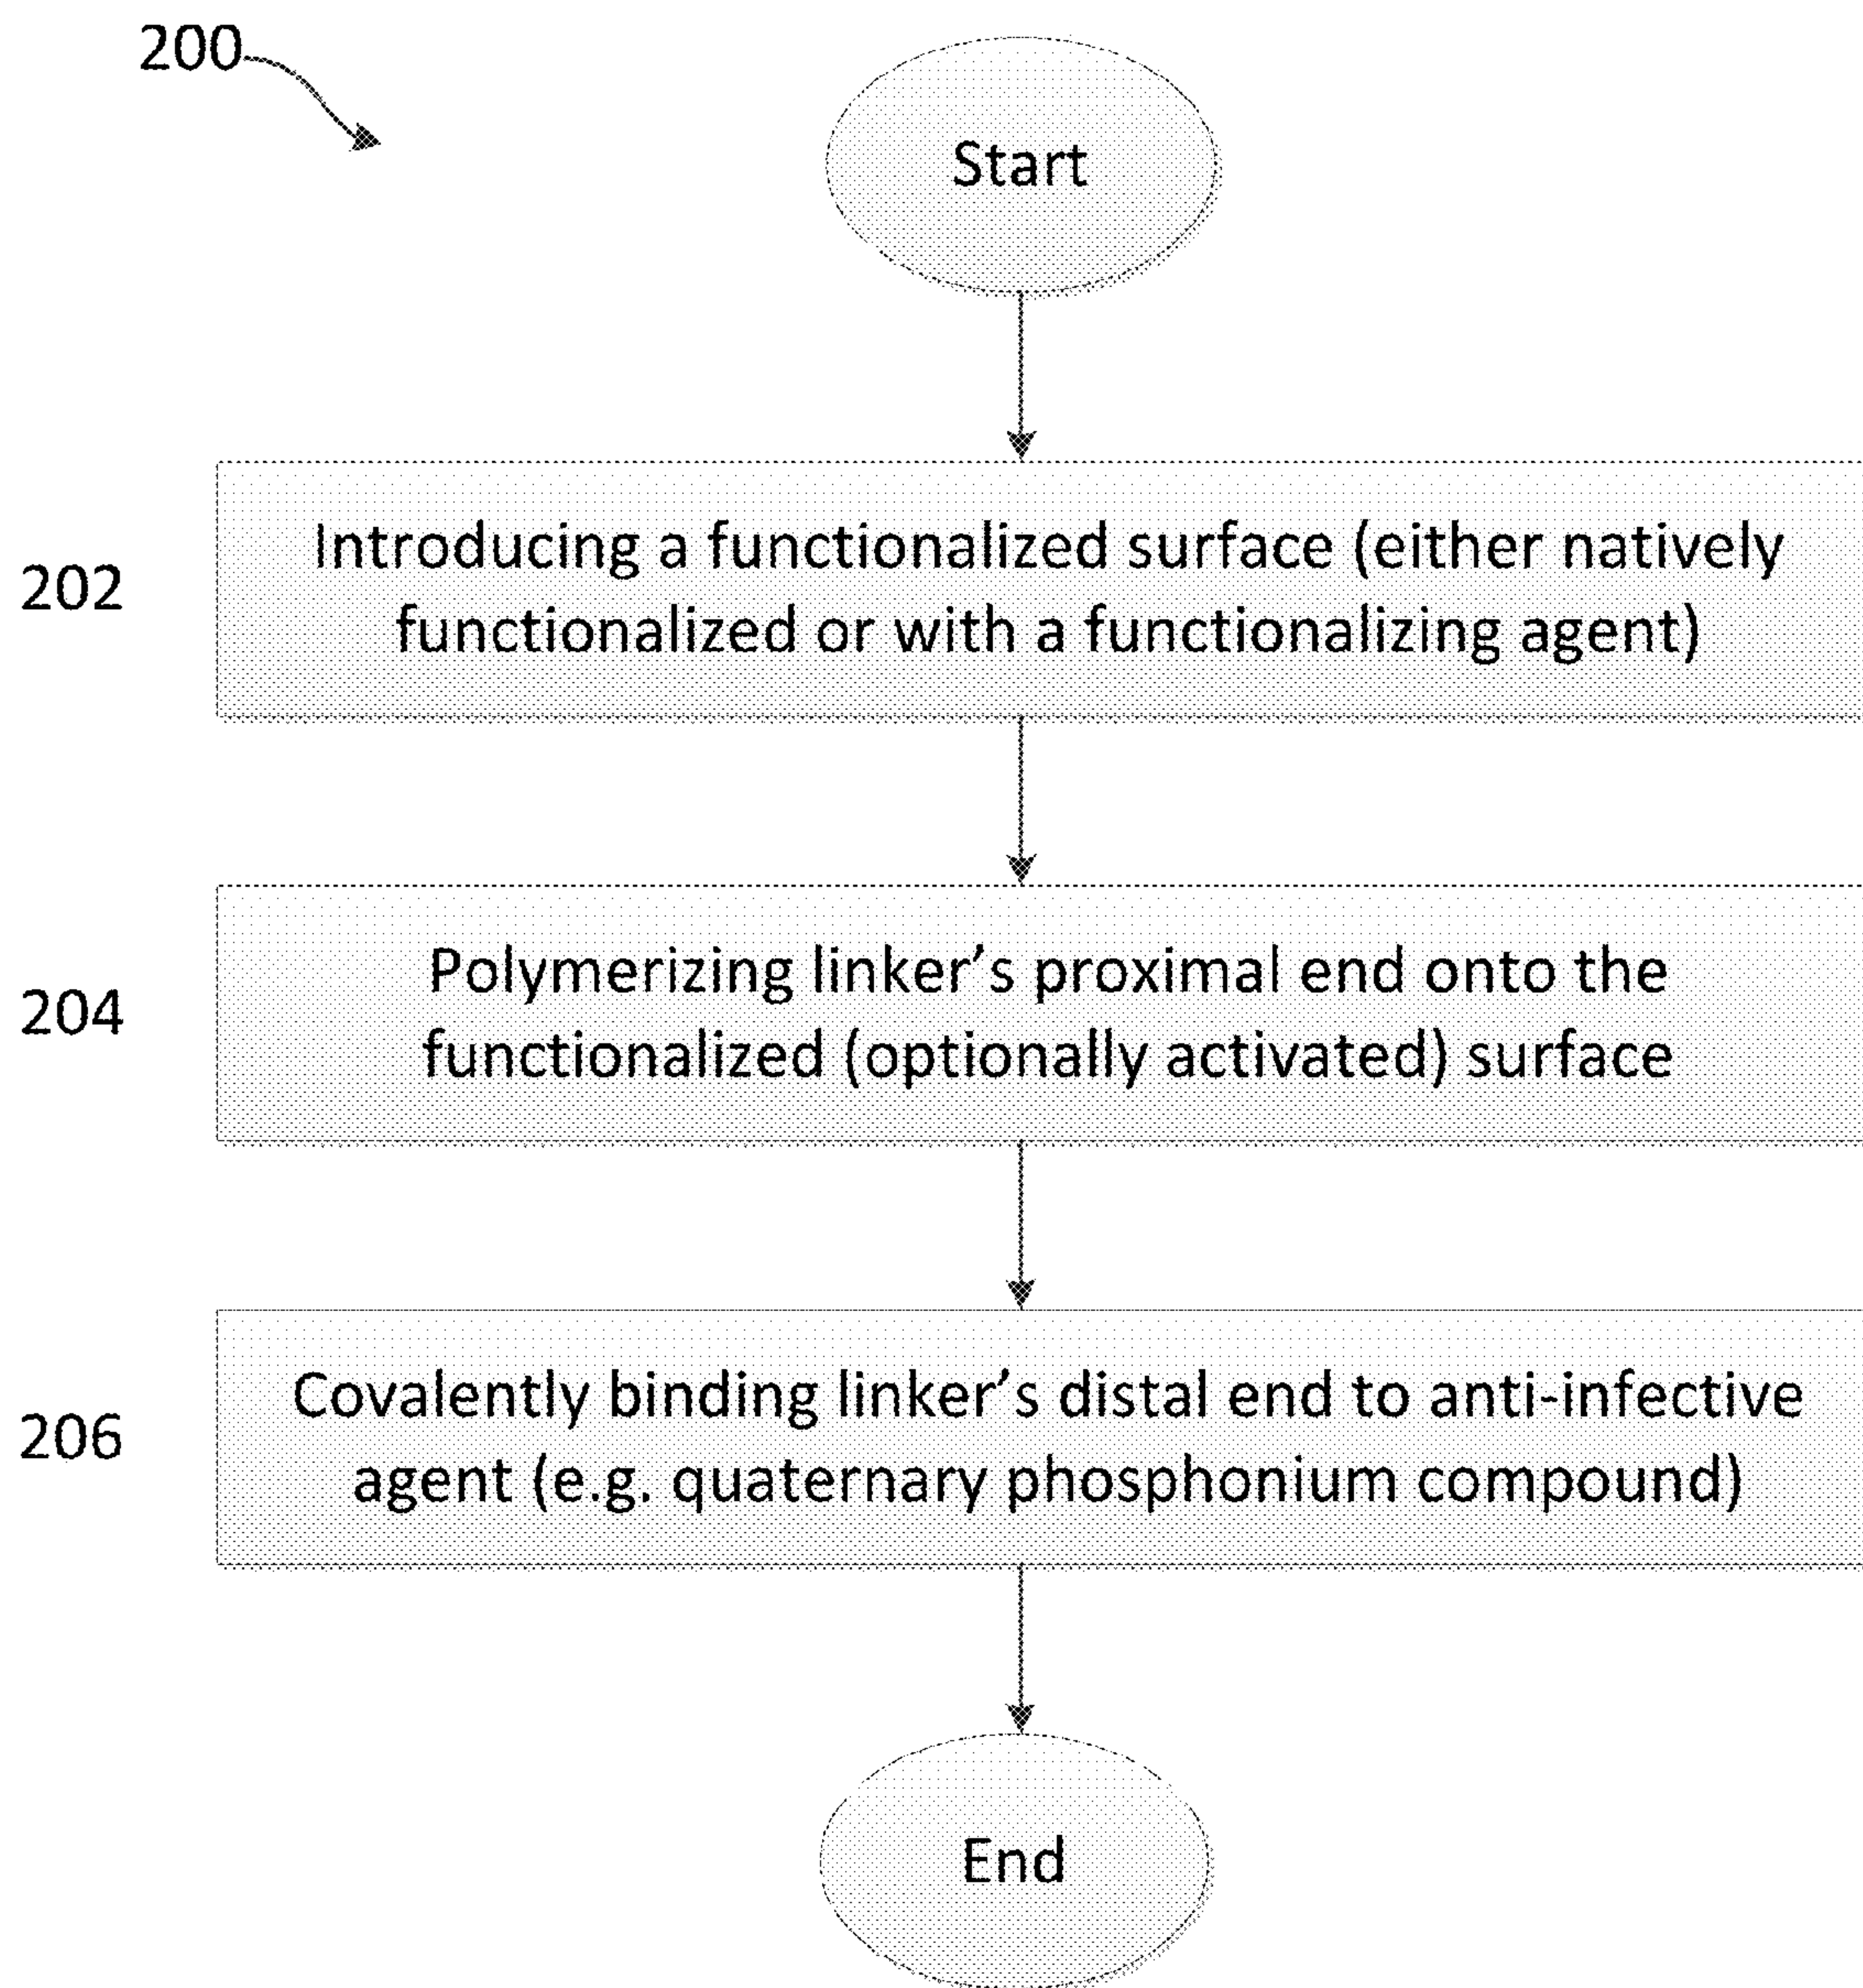 200
Start
202
Introducing a functionalized surface (either natively
functionalized or with a functionalizing agent)
204
Polymerizing linker’s proximal end onto the
functionalized (optionally activated) surface
206
Covalently binding linker’s distal end to anti-infective
agent (e.g. quaternary phosphonium compound)
End